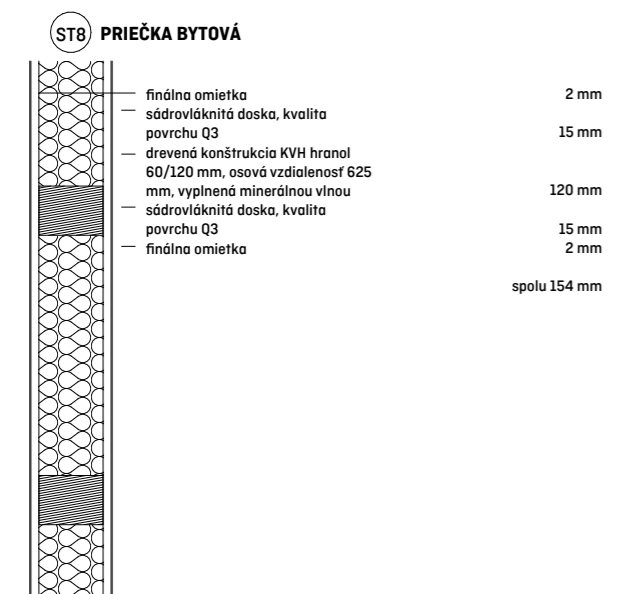 ST8 PRIEČKA BYTOVÁ
finálna omietka 2 mm
sádrovláknitá doska, kvalita
povrchu Q3 15 mm
drevená konštrukcia KVH hranol
60/120 mm, osová vzdialenosť 625
mm, vyplnená minerálnou vlnou 120 mm
sádrovláknitá doska, kvalita
povrchu Q3 15 mm
finálna omietka 2 mm
spolu 154 mm